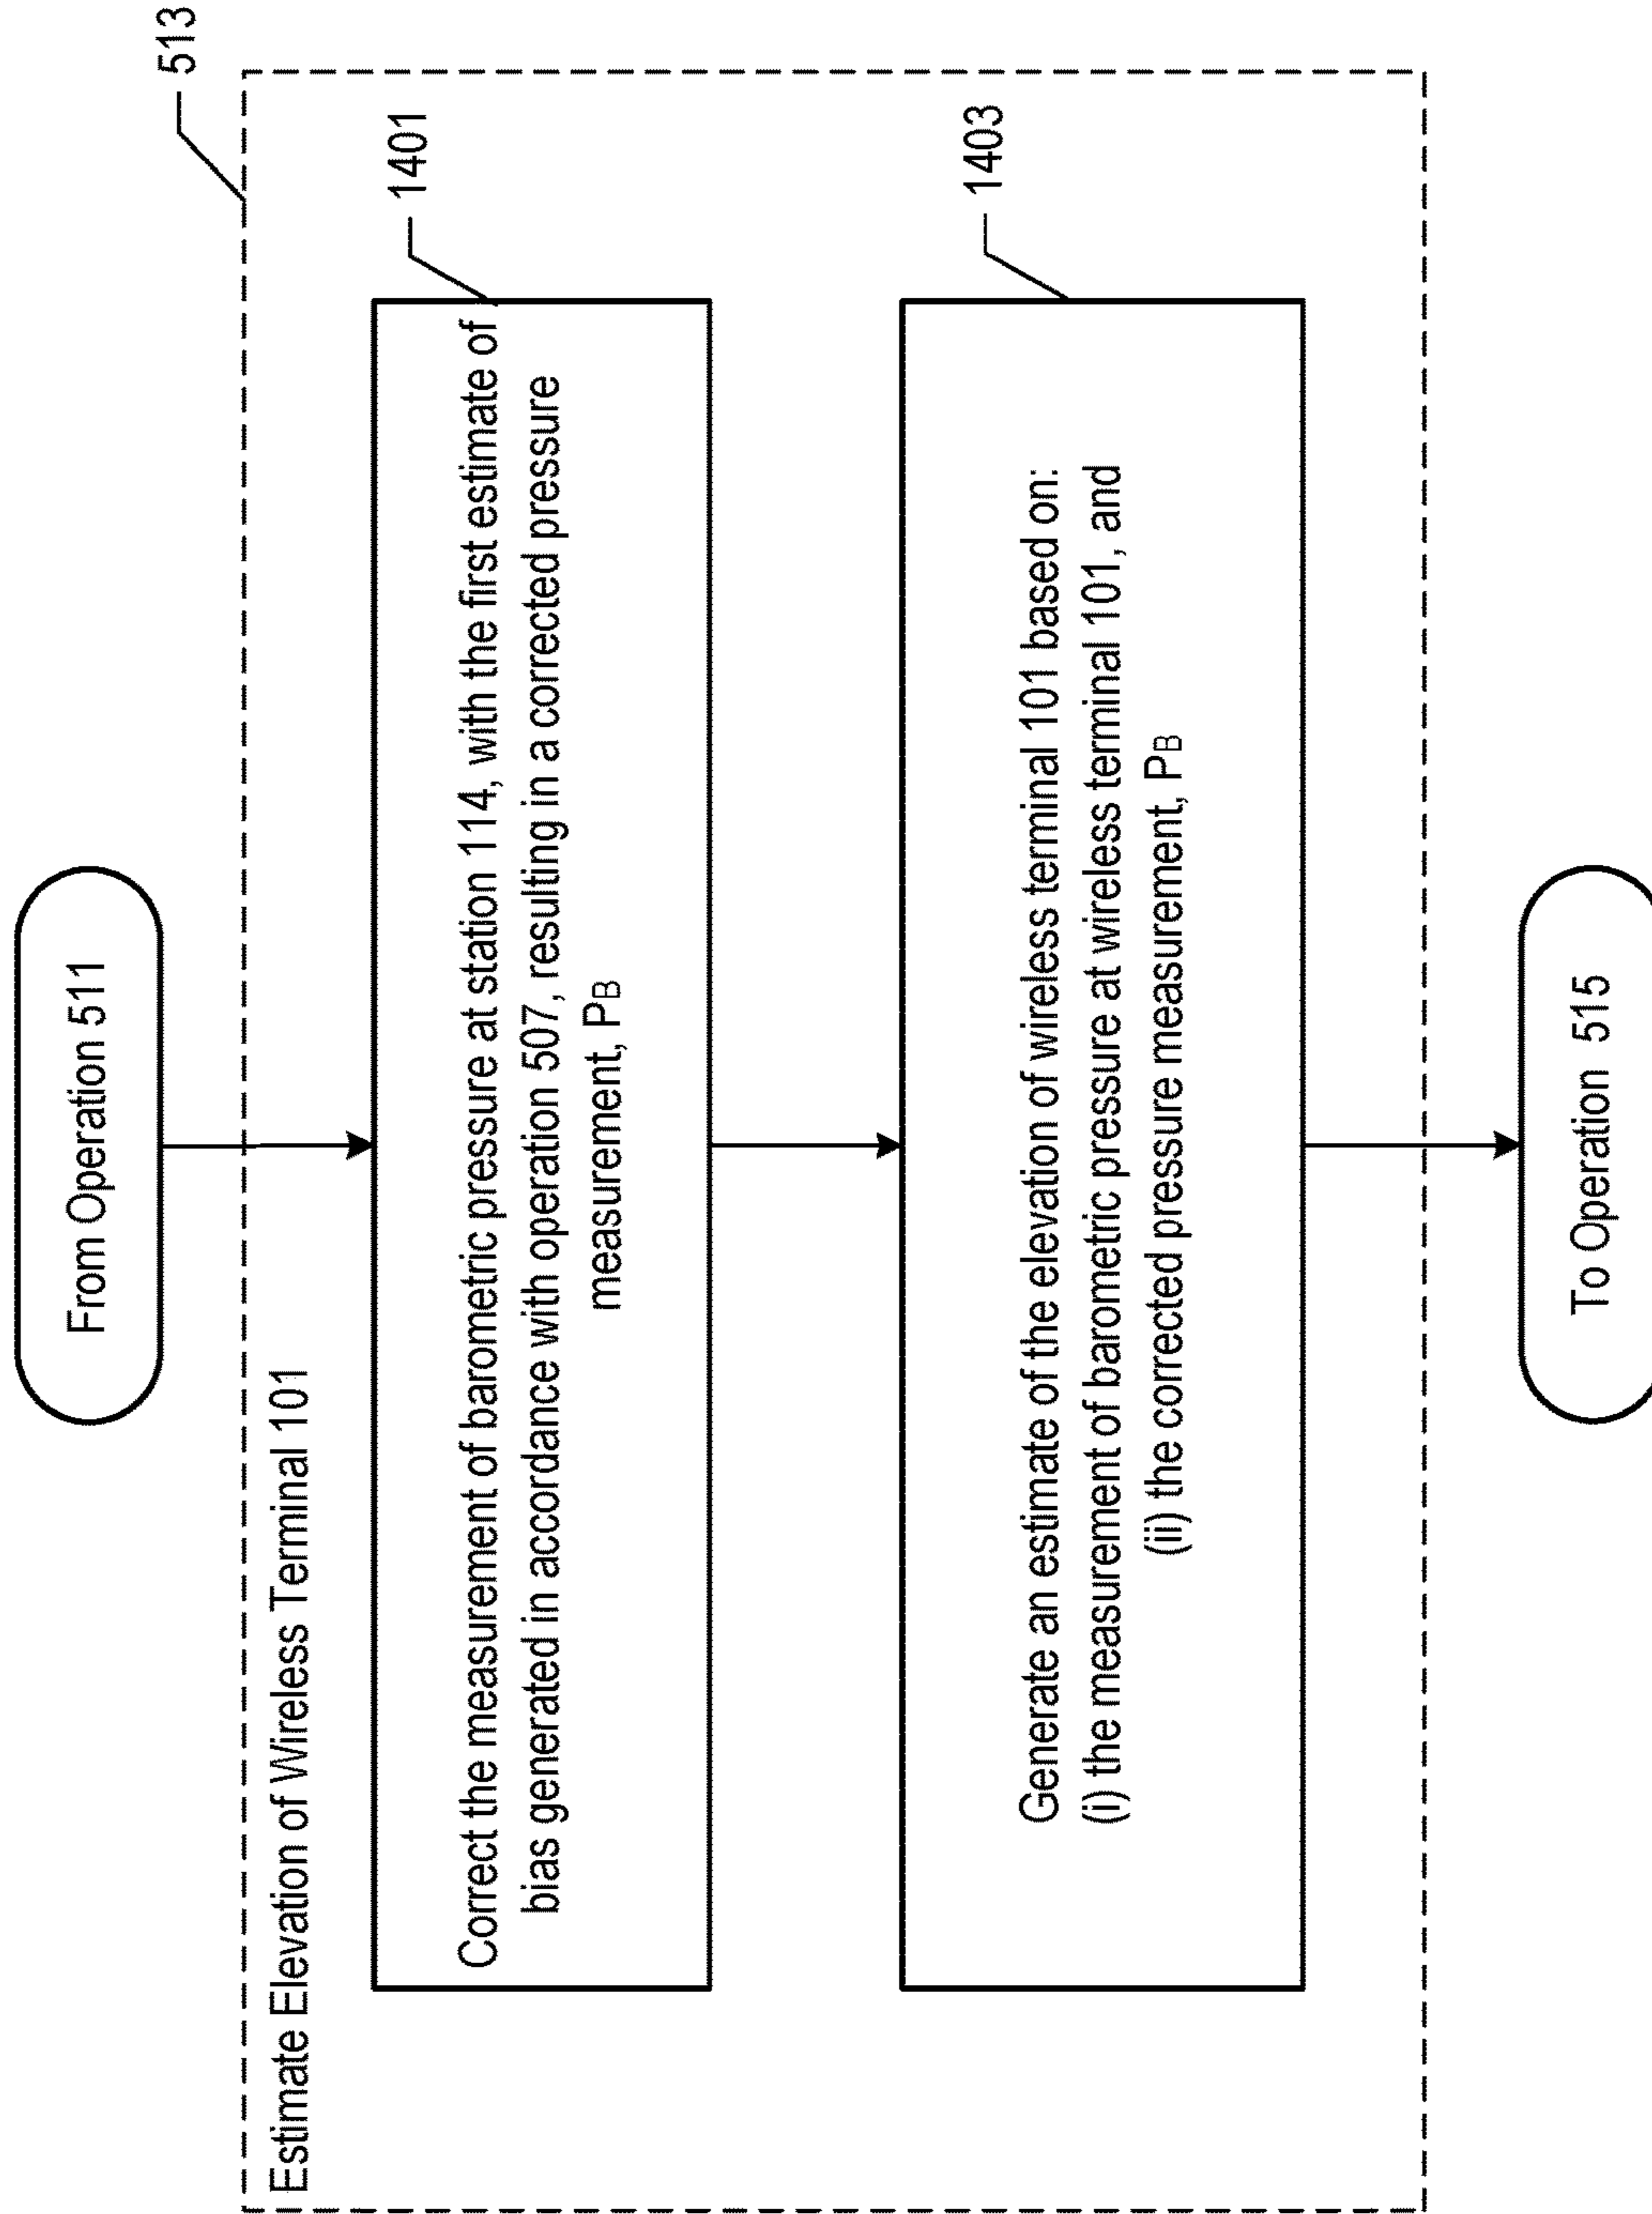 From Operation 511
513
Estimate Elevation of Wireless Terminal 101
1401
Correct the measurement of barometric pressure at station 114, with the first estimate of
bias generated in accordance with operation 507, resulting in a corrected pressure
measurement, PB
1403
Generate an estimate of the elevation of wireless terminal 101 based on:
(i) the measurement of barometric pressure at wireless terminal 101, and
(ii) the corrected pressure measurement, PB
To Operation 515